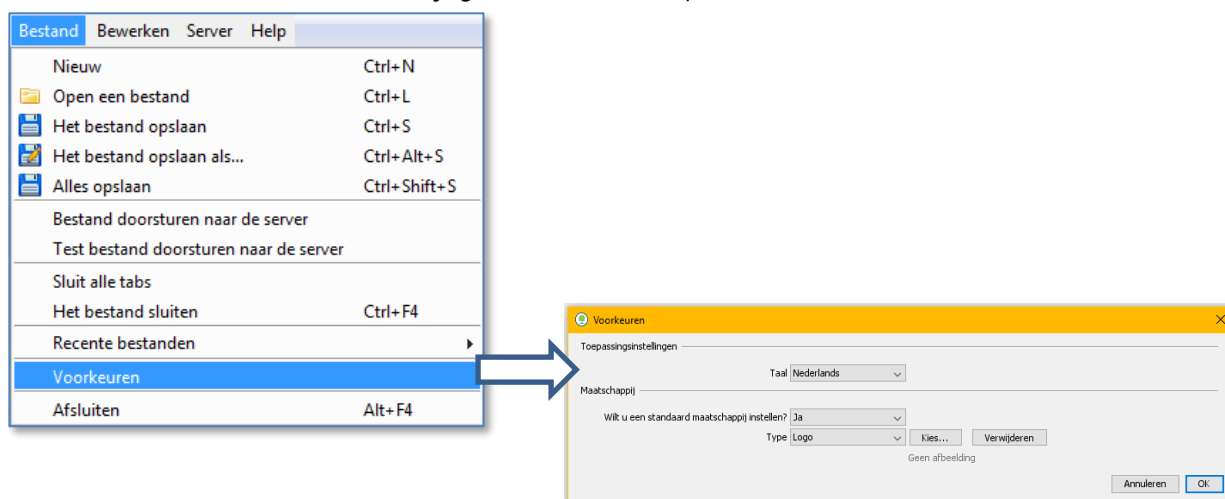 Bestand Bewerken Server Help
Nieuw Ctrl+N
Open een bestand Ctrl+L
Het bestand opslaan Ctrl+S
Het bestand opslaan als... Ctrl+Alt+S
Alles opslaan Ctrl+Shift+S
Bestand doorsturen naar de server
Test bestand doorsturen naar de server
Sluit alle tabs
Het bestand sluiten Ctrl+F4
Recente bestanden
Voorkeuren
Afsluiten Alt+F4
Voorkeuren
Toepassingsinstellingen
Taal Nederlands
Maatschappij
Wilt u een standaard maatschappij instellen? Ja
Type Logo Kies... Verwijderen
Geen afbeelding
Annuleren OK